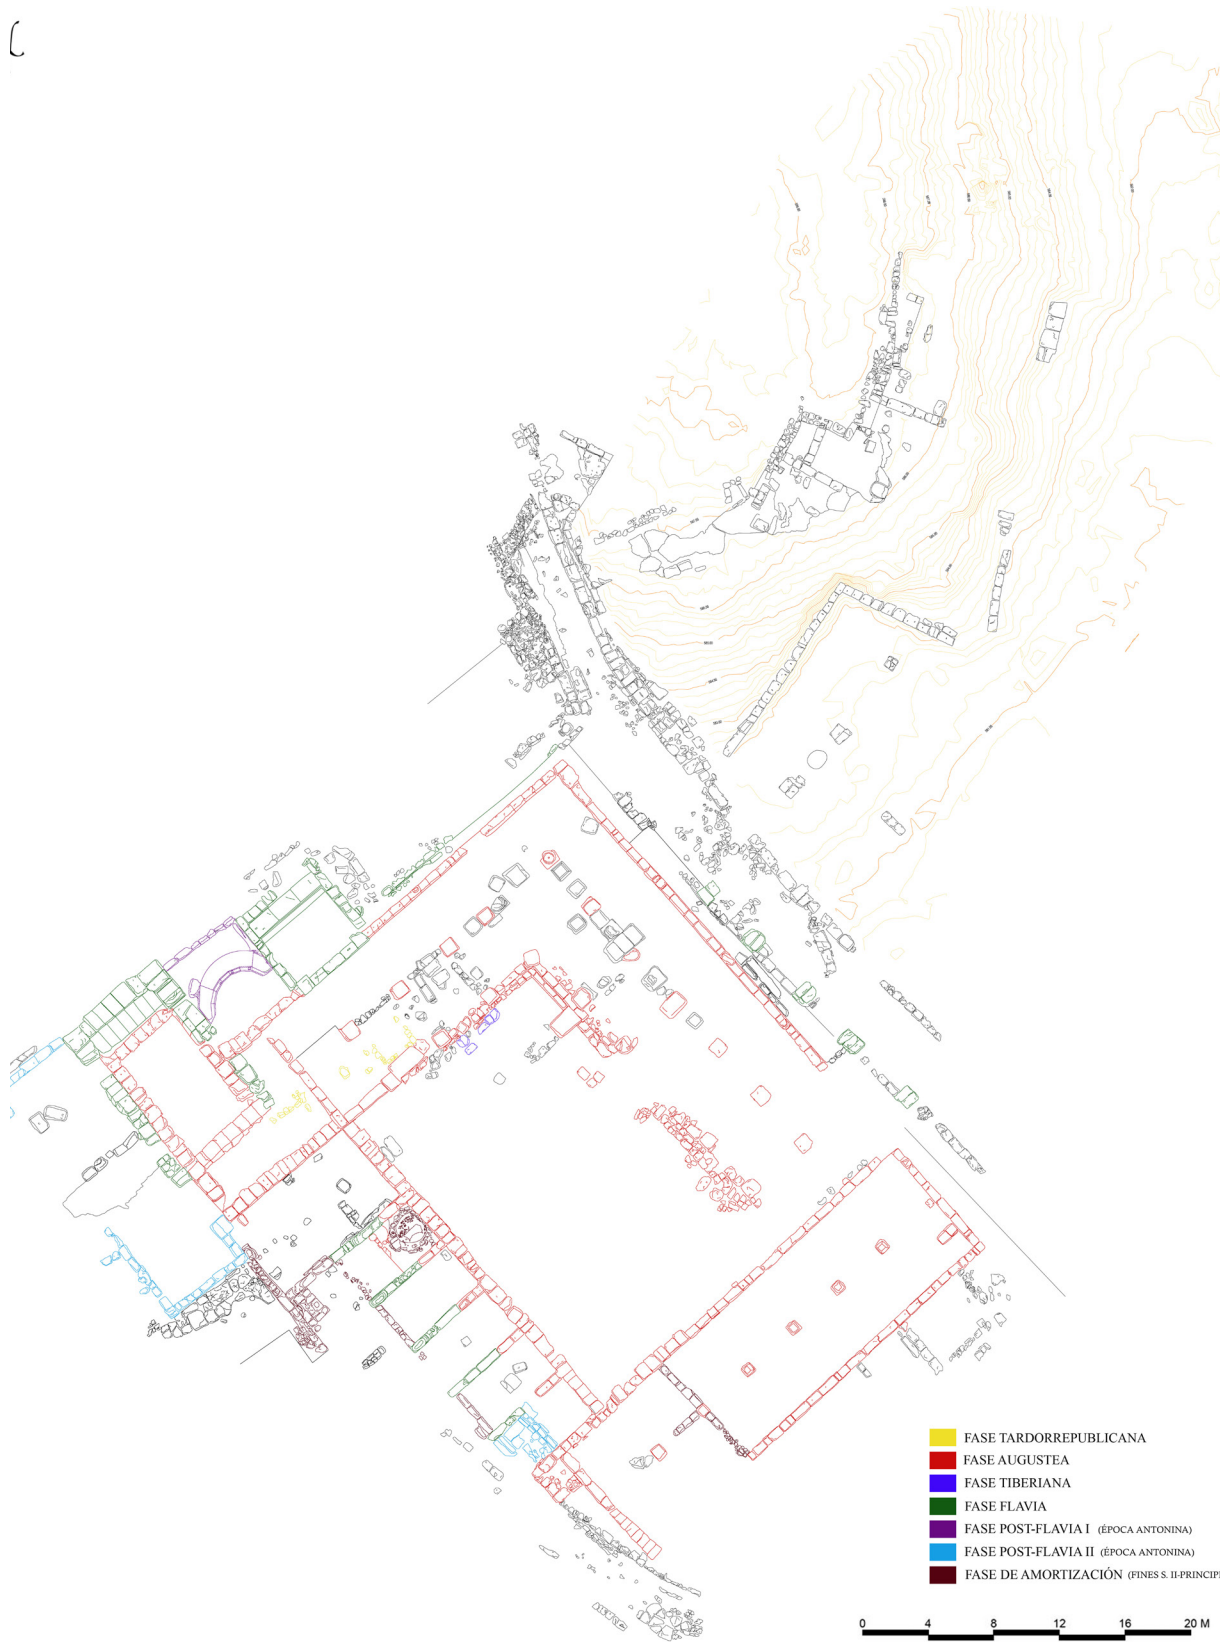 FASE TARDORREPUBLICANA
FASE AUGUSTEA
FASE TIBERIANA
FASE FLAVIA
FASE POST-FLAVIA I (ÉPOCA ANTONINA)
FASE POST-FLAVIA II (ÉPOCA ANTONINA)
FASE DE AMORTIZACIÓN (FINES S. II-PRINCIPI
0 4 8 12 16 20 M